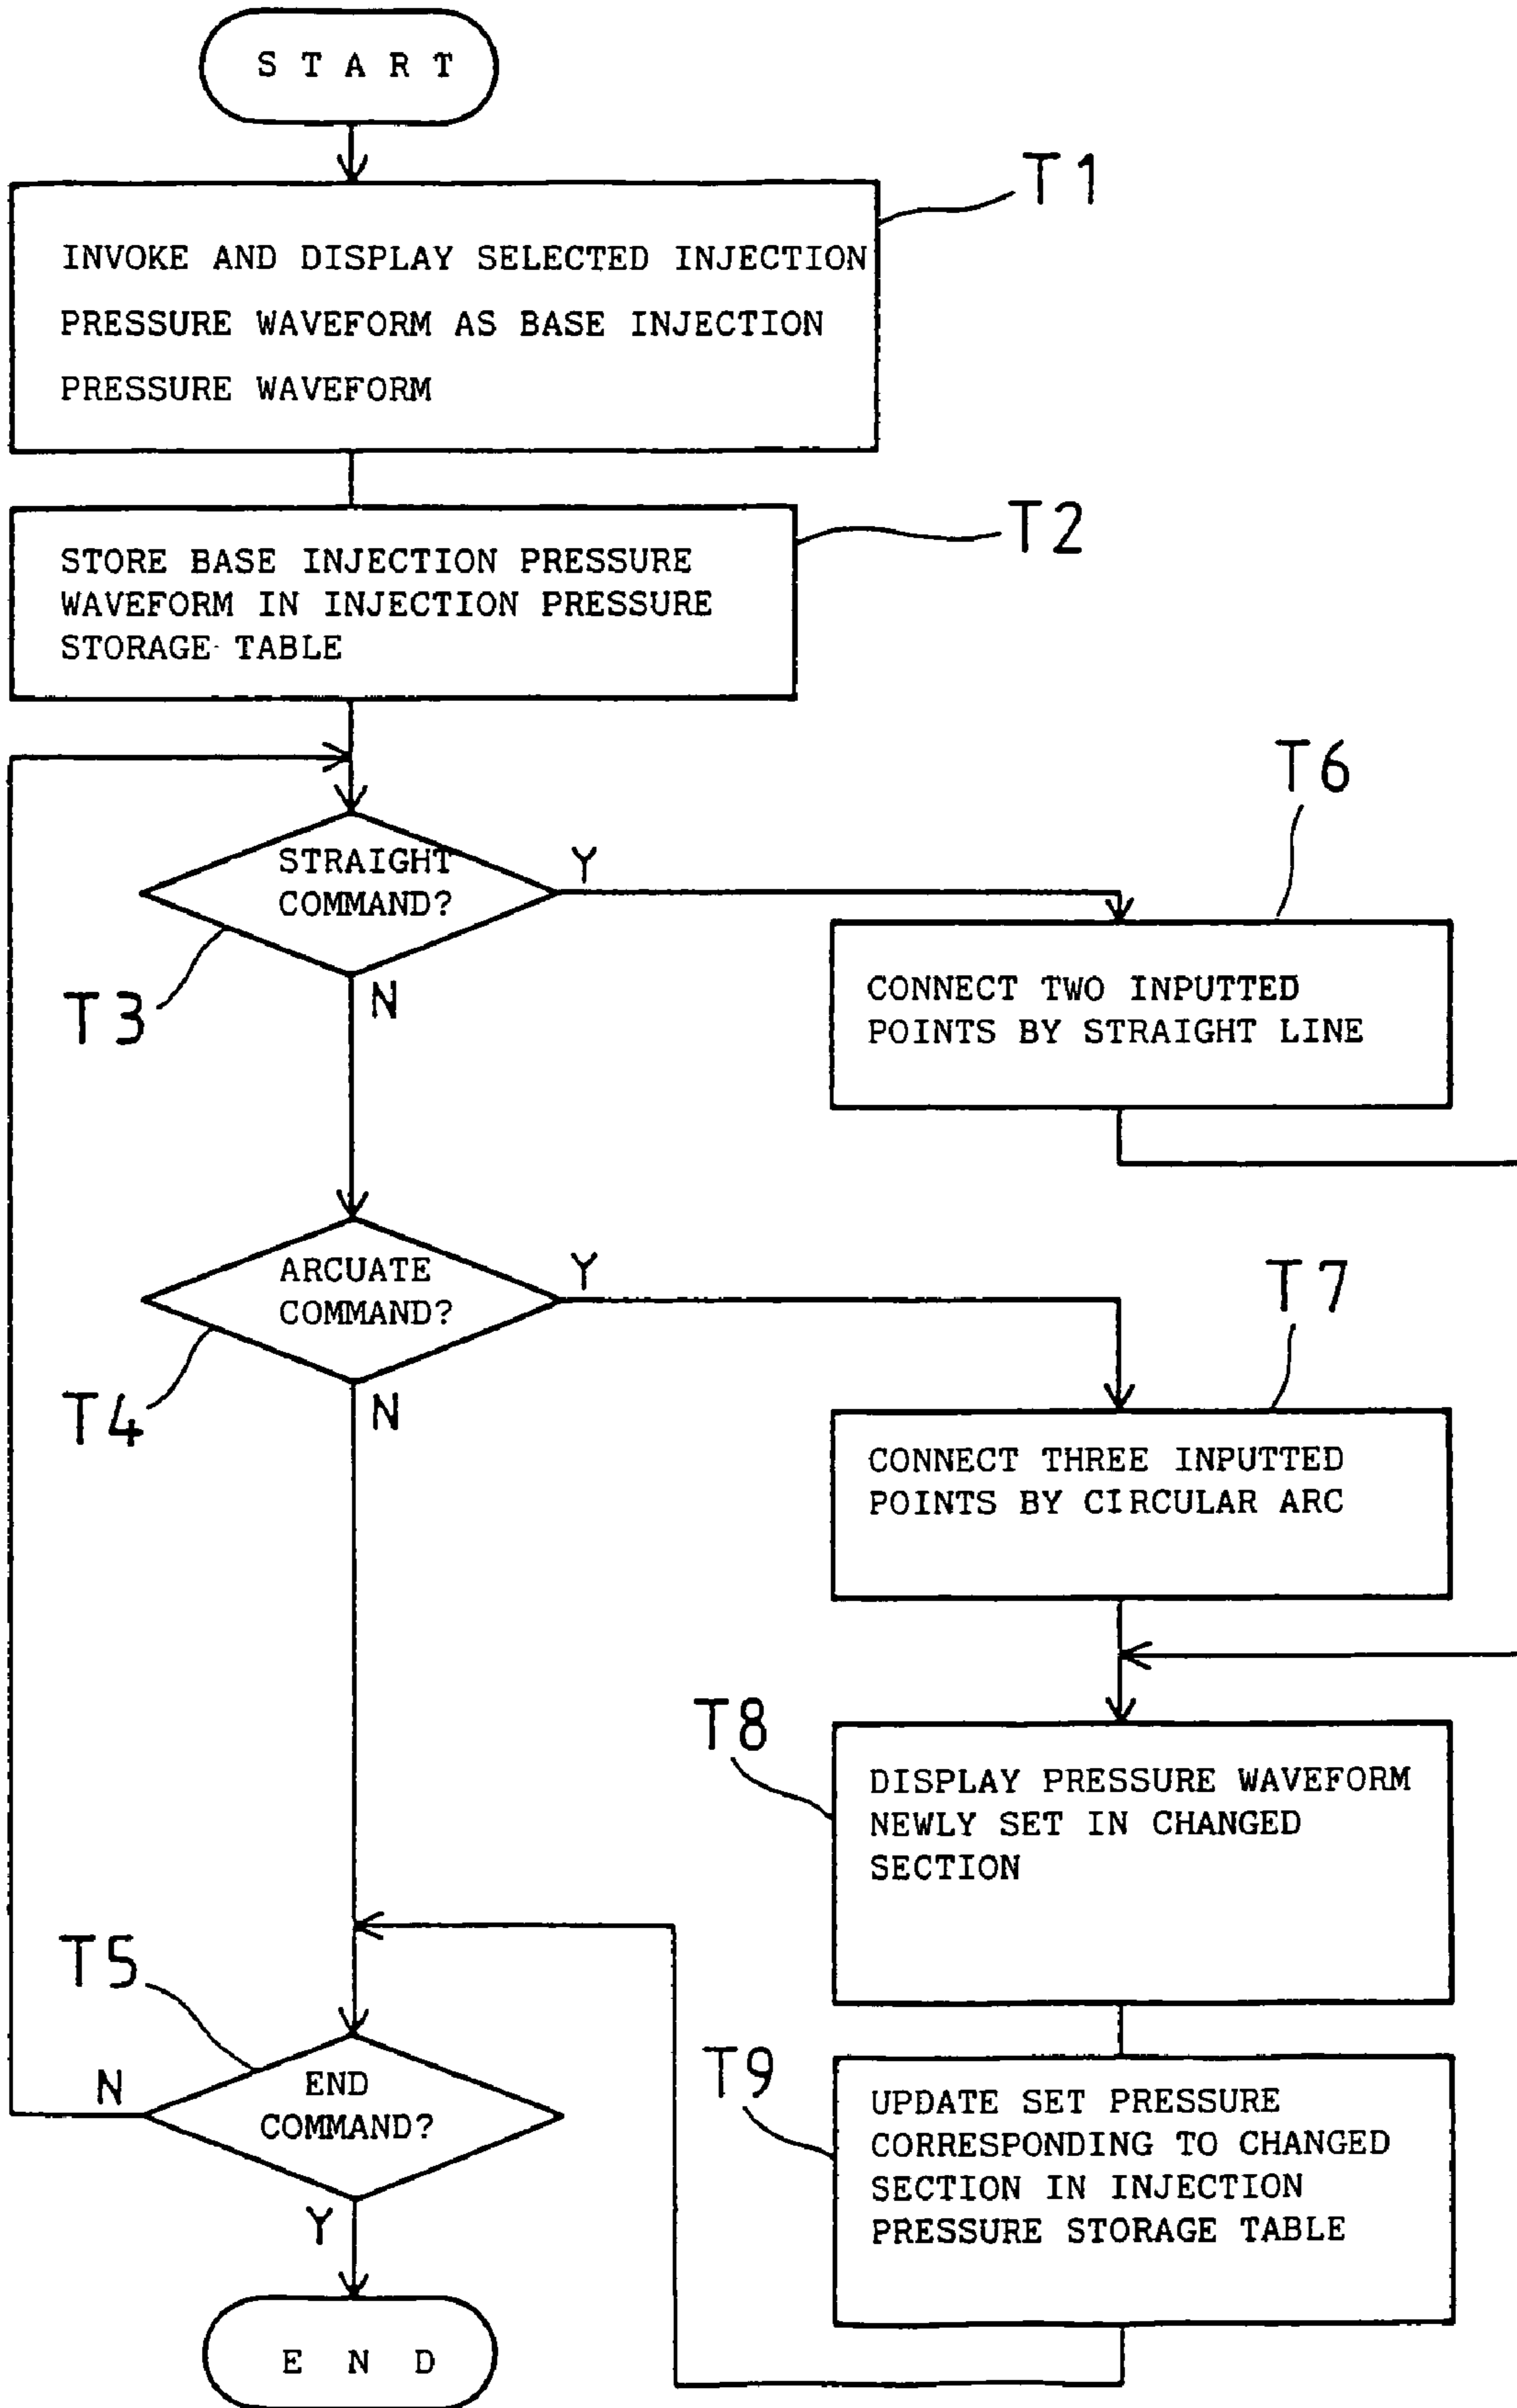 S T A R T
T1
INVOKE AND DISPLAY SELECTED INJECTION
PRESSURE WAVEFORM AS BASE INJECTION
PRESSURE WAVEFORM
T2
STORE BASE INJECTION PRESSURE
WAVEFORM IN INJECTION PRESSURE
STORAGE TABLE
T6
STRAIGHT
COMMAND?
Y
T3
N
CONNECT TWO INPUTTED
POINTS BY STRAIGHT LINE
ARCUATE
COMMAND?
Y
T7
T4
N
CONNECT THREE INPUTTED
POINTS BY CIRCULAR ARC
T8
DISPLAY PRESSURE WAVEFORM
NEWLY SET IN CHANGED
SECTION
T5
N
END
COMMAND?
Y
T9
UPDATE SET PRESSURE
CORRESPONDING TO CHANGED
SECTION IN INJECTION
PRESSURE STORAGE TABLE
E N D